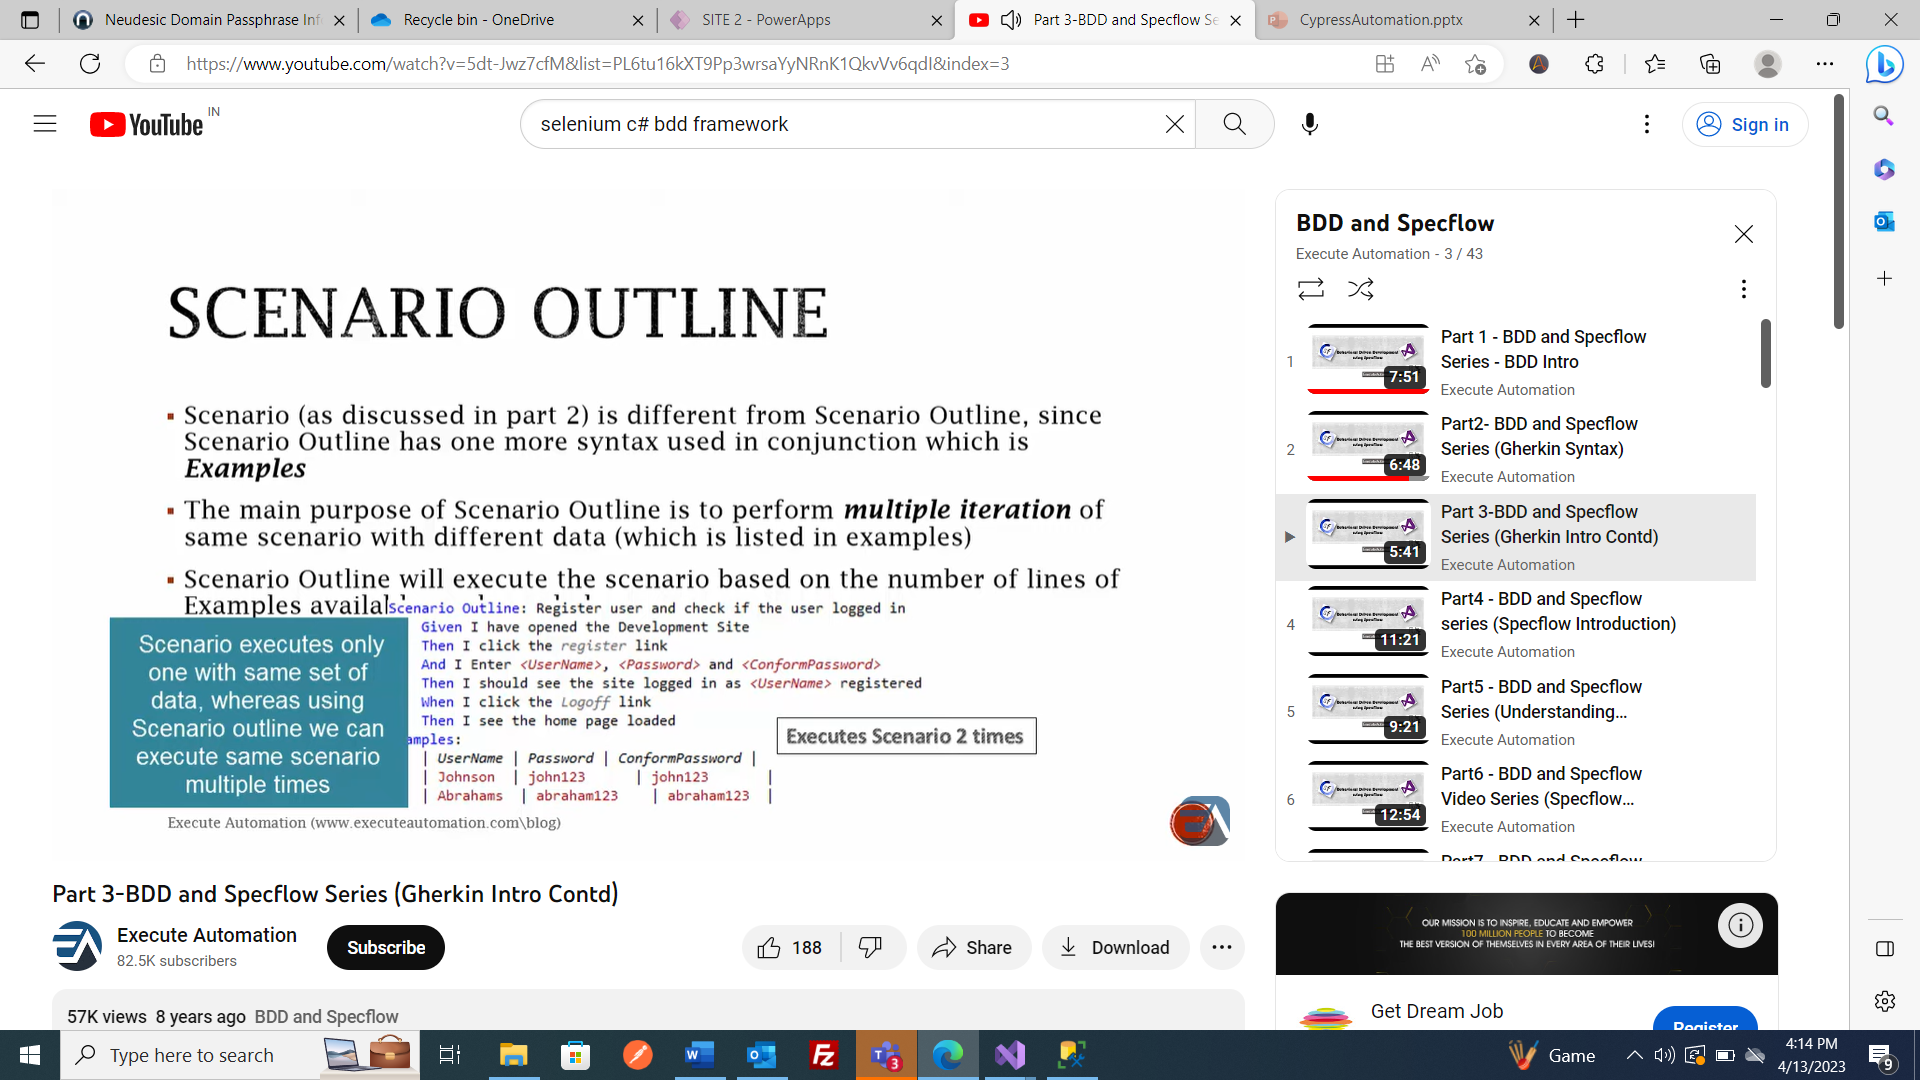 Neudesic Domain Passphrase Inf
Recycle bin - OneDrive
SITE 2 - PowerApps
Part 3-BDD and Specflow Se
CypressAutomation.pptx
https://www.youtube.com/watch?v=5dt-Jwz7cfM&list=PL6tu16kXT9Pp3wrsaYyNRnK1QkvVv6qdI&index=3
YouTube IN
selenium c# bdd framework
Sign in
SCENARIO OUTLINE
Scenario (as discussed in part 2) is different from Scenario Outline, since
Scenario Outline has one more syntax used in conjunction which is
Examples
The main purpose of Scenario Outline is to perform multiple iteration of
same scenario with different data (which is listed in examples)
Scenario Outline will execute the scenario based on the number of lines of
Examples availa
Scenario Outline: Register user and check if the user logged in
Given I have opened the Development Site
Then I click the register link
And I Enter <UserName>, <Password> and <ConformPassword>
Then I should see the site logged in as <UserName> registered
When I click the Logoff link
Then I see the home page loaded
amples:
| UserName | Password | ConformPassword |
| Johnson | john123 | john123 |
| Abrahams | abraham123 | abraham123 |
Scenario executes only
one with same set of
data, whereas using
Scenario outline we can
execute same scenario
multiple times
Executes Scenario 2 times
Execute Automation (www.executeautomation.com\blog)
EA
Part 3-BDD and Specflow Series (Gherkin Intro Contd)
Execute Automation
82.5K subscribers
Subscribe
188
Share
Download
57K views 8 years ago BDD and Specflow
BDD and Specflow
Execute Automation - 3 / 43
1
7:51
Part 1 - BDD and Specflow
Series - BDD Intro
Execute Automation
2
6:48
Part2- BDD and Specflow
Series (Gherkin Syntax)
Execute Automation
5:41
Part 3-BDD and Specflow
Series (Gherkin Intro Contd)
Execute Automation
4
11:21
Part4 - BDD and Specflow
series (Specflow Introduction)
Execute Automation
5
9:21
Part5 - BDD and Specflow
Series (Understanding...
Execute Automation
6
12:54
Part6 - BDD and Specflow
Video Series (Specflow...
Execute Automation
Part7 - BDD and Specflow
OUR MISSION IS TO INSPIRE, EDUCATE AND EMPOWER
100 MILLION PEOPLE TO BECOME
THE BEST VERSION OF THEMSELVES IN EVERY AREA OF THEIR LIVES!
Get Dream Job
Register
Type here to search
3
Game
4:14 PM
4/13/2023
9